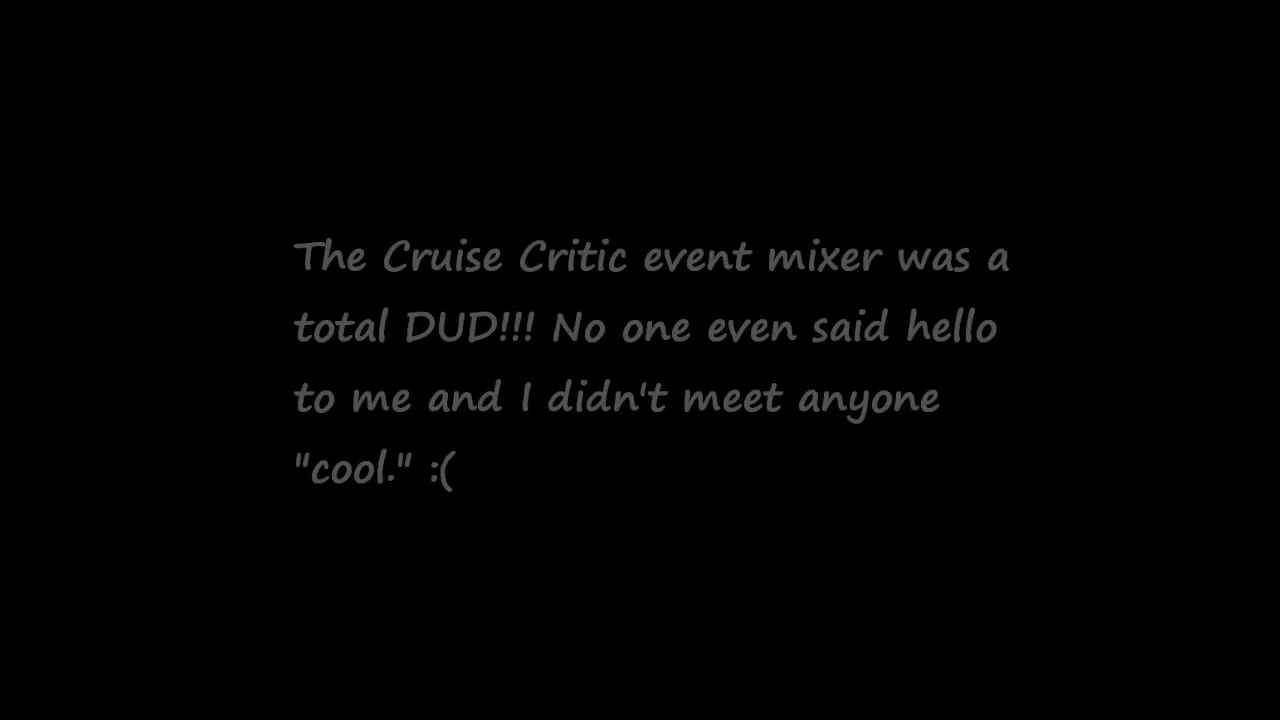 The Cruise Critic event mixer was a
total DUD!!! No one even said hello
to me and I didn't meet anyone
"cool." :(